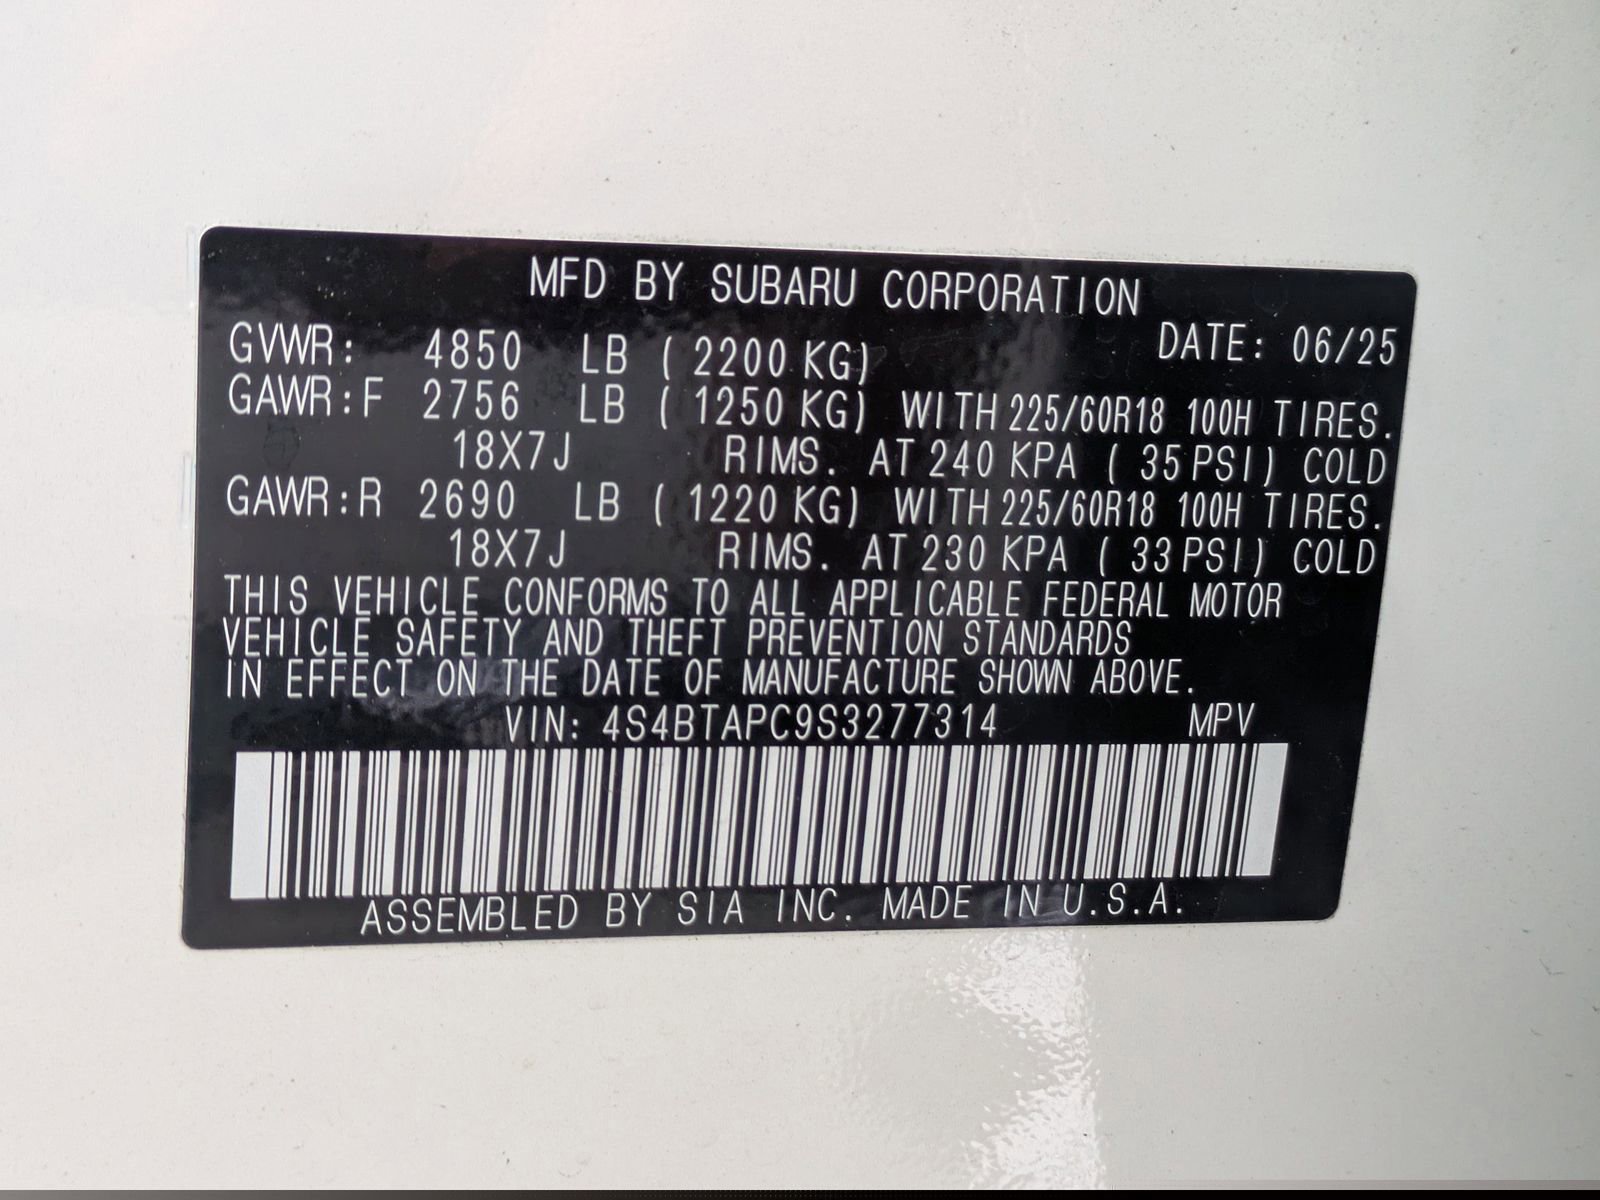 MFD BY SUBARU CORPORATION
DATE: 06/25
GVWR: 4850 LB ( 2200 KG)
GAWR:F 2756 LB ( 1250 KG) WITH 225/60R18 100H TIRES.
18X7J RIMS. AT 240 KPA ( 35 PSI) COLD
GAWR:R 2690 LB ( 1220 KG) WITH 225/60R18 100H TIRES.
18X7J RIMS. AT 230 KPA ( 33 PSI) COLD
THIS VEHICLE CONFORMS TO ALL APPLICABLE FEDERAL MOTOR
VEHICLE SAFETY AND THEFT PREVENTION STANDARDS
IN EFFECT ON THE DATE OF MANUFACTURE SHOWN ABOVE.
VIN: 4S4BTAPC9S3277314 MPV
ASSEMBLED BY SIA INC. MADE IN U.S.A.